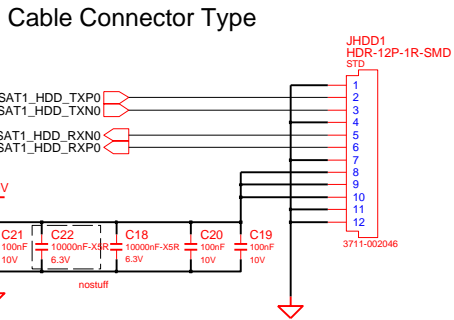 Cable Connector Type
JHDD1
HDR-12P-1R-SMD
STD
1
SAT1_HDD_TXP0
2
SAT1_HDD_TXN0
3
4
SAT1_HDD_RXN0
5
SAT1_HDD_RXP0
6
7
8
V
9
10
11
12
C21
C22
C18
C20
C19
100nF
10000nF-X5R
10000nF-X5R
100nF
100nF
3711-002046
10V
6.3V
6.3V
10V
10V
nostuff